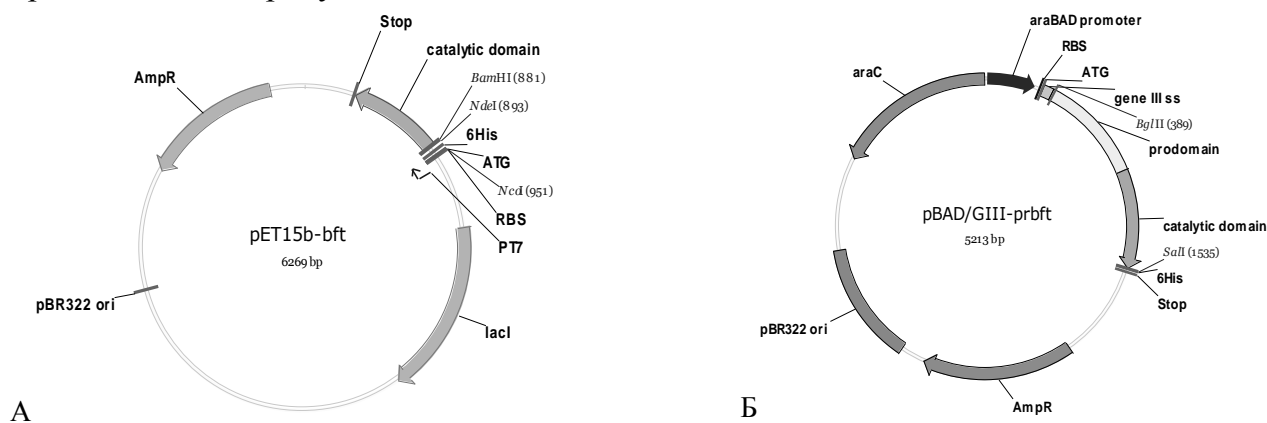 Stop
catalytic domain
AmpR
BamHI (881)
NdeI (893)
6His
ATG
NcoI (951)
RBS
PT7
pET15b-bft
6269 bp
pBR322 ori
lacI
А
araBAD promoter
RBS
ATG
araC
gene III ss
BglII (389)
prodomain
pBAD/GIII-prbft
5213 bp
catalytic domain
SalI (1535)
6His
Stop
pBR322 ori
AmpR
Б